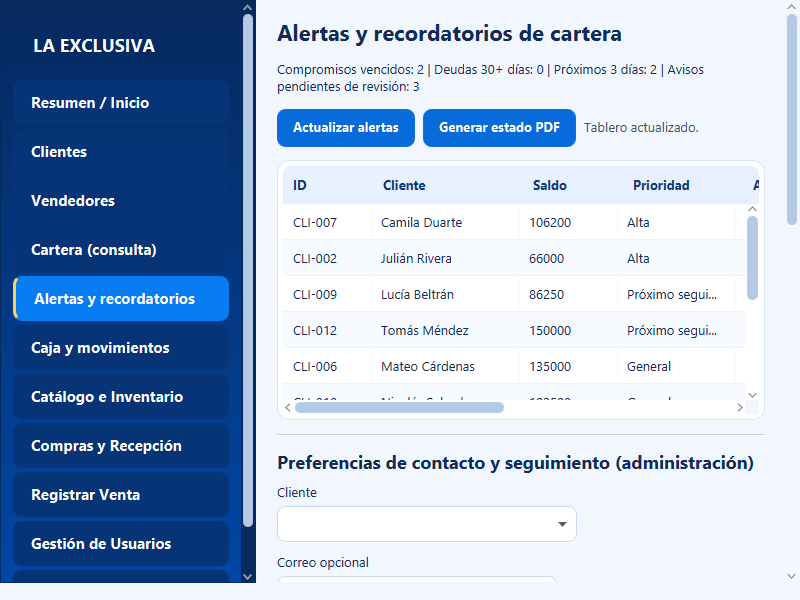 LA EXCLUSIVA
Resumen / Inicio
Clientes
Vendedores
Cartera (consulta)
Alertas y recordatorios
Caja y movimientos
Catálogo e Inventario
Compras y Recepción
Registrar Venta
Gestión de Usuarios
Alertas y recordatorios de cartera
Compromisos vencidos: 2 | Deudas 30+ días: 0 | Próximos 3 días: 2 | Avisos
pendientes de revisión: 3
Actualizar alertas Generar estado PDF Tablero actualizado.
ID Cliente Saldo Prioridad
CLI-007 Camila Duarte 106200 Alta
CLI-002 Julián Rivera 66000 Alta
CLI-009 Lucía Beltrán 86250 Próximo segui...
CLI-012 Tomás Méndez 150000 Próximo segui...
CLI-006 Mateo Cárdenas 135000 General
Preferencias de contacto y seguimiento (administración)
Cliente
Correo opcional